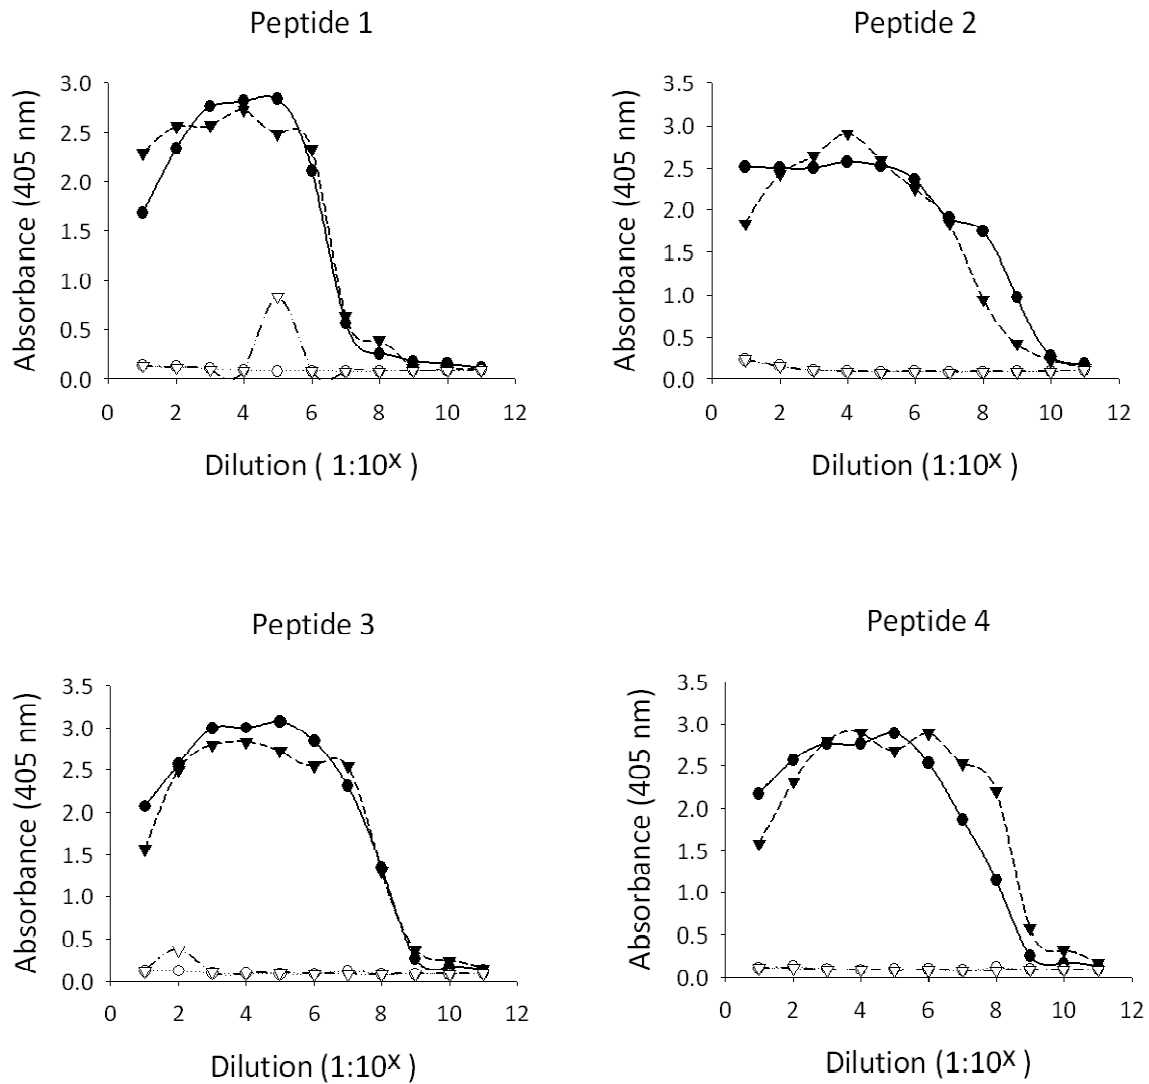 Peptide 1
3.0
2.5
2.0
1.5
1.0
0.5
0.0
Absorbance (405 nm)
0 2 4 6 8 10 12
Dilution ( 1:10ˣ )
Peptide 2
3.5
3.0
2.5
2.0
1.5
1.0
0.5
0.0
Absorbance (405 nm)
0 2 4 6 8 10 12
Dilution (1:10ˣ )
Peptide 3
3.5
3.0
2.5
2.0
1.5
1.0
0.5
0.0
Absorbance (405 nm)
0 2 4 6 8 10 12
Dilution (1:10ˣ )
Peptide 4
3.5
3.0
2.5
2.0
1.5
1.0
0.5
0.0
Absorbance (405 nm)
0 2 4 6 8 10 12
Dilution (1:10ˣ )